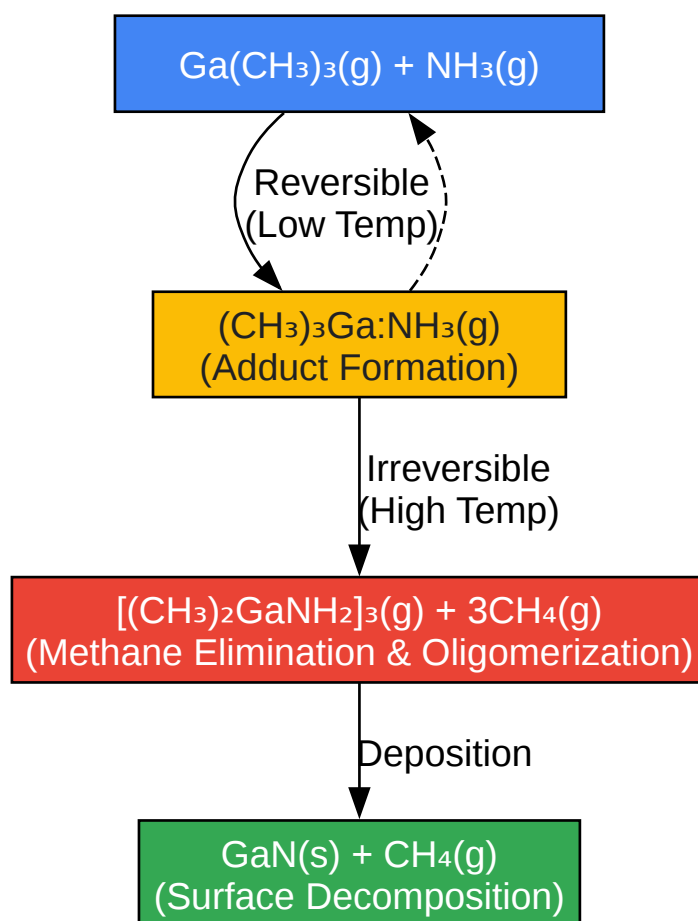 Ga(CH₃)₃(g) + NH₃(g)
Reversible
(Low Temp)
(CH₃)₃Ga:NH₃(g)
(Adduct Formation)
Irreversible
(High Temp)
[(CH₃)₂GaNH₂]₃(g) + 3CH₄(g)
(Methane Elimination & Oligomerization)
Deposition
GaN(s) + CH₄(g)
(Surface Decomposition)